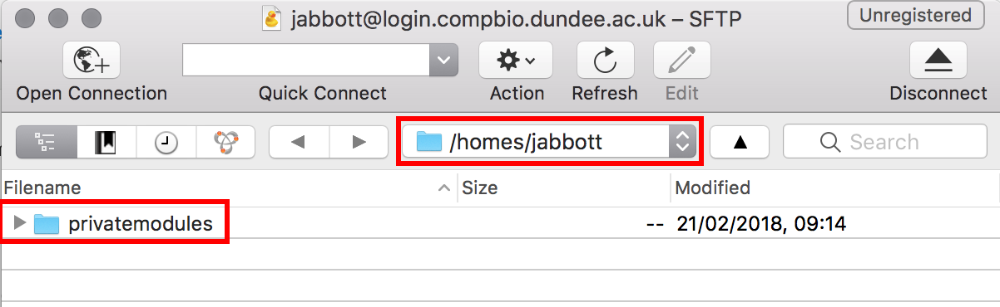 jabbott@login.compbio.dundee.ac.uk – SFTP
Unregistered
Open Connection
Quick Connect
Action
Refresh
Edit
Disconnect
/homes/jabbott
Search
Filename
Size
Modified
privatemodules
--
21/02/2018, 09:14